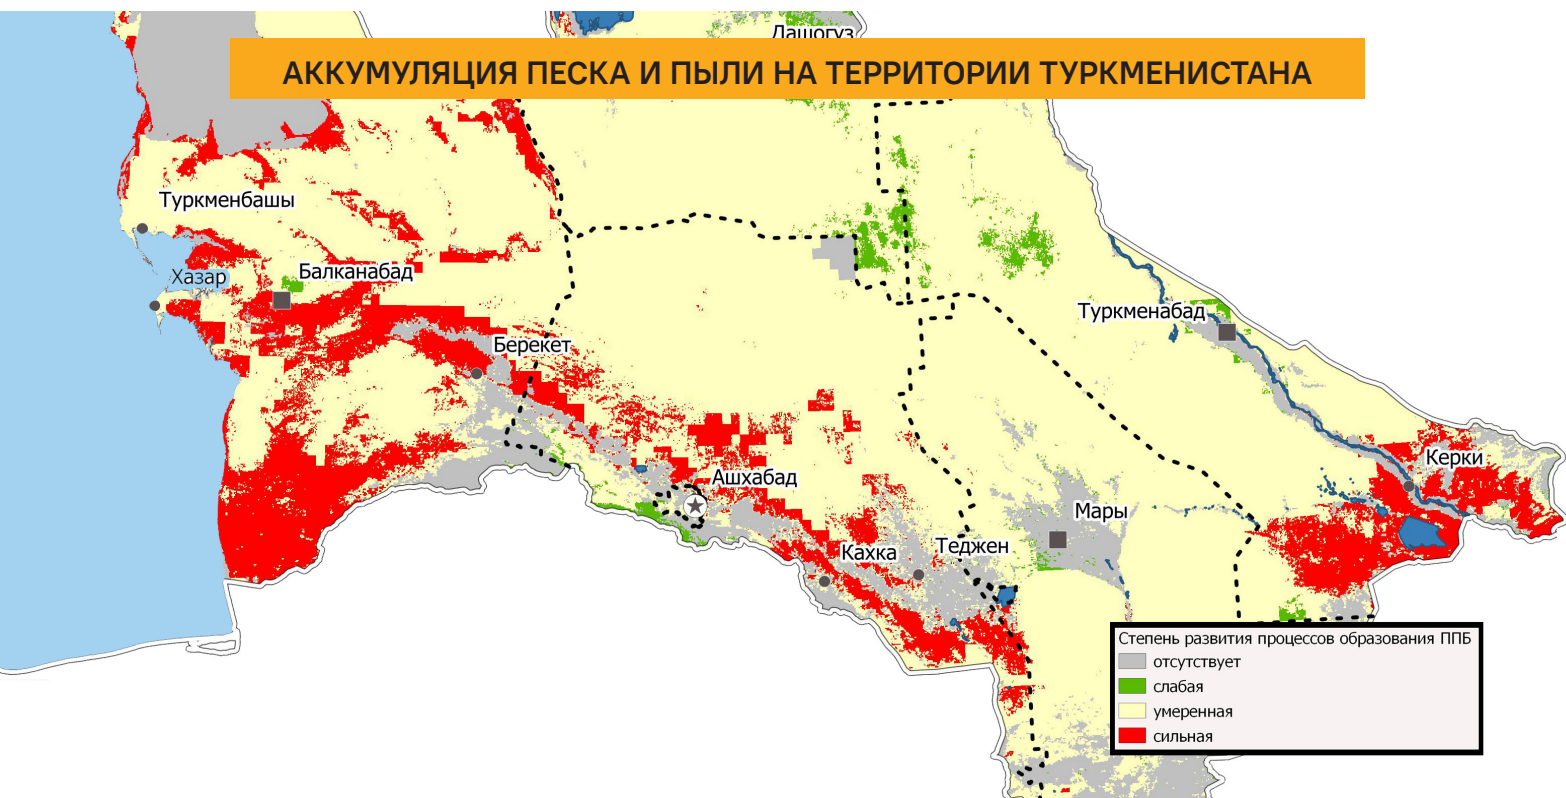 Дашогуз
АККУМУЛЯЦИЯ ПЕСКА И ПЫЛИ НА ТЕРРИТОРИИ ТУРКМЕНИСТАНА
Туркменбашы
Хазар
Балканабад
Туркменабад
Берекет
Керки
Ашхабад
Мары
Кахка
Теджен
Степень развития процессов образования ППБ
отсутствует
слабая
умеренная
сильная